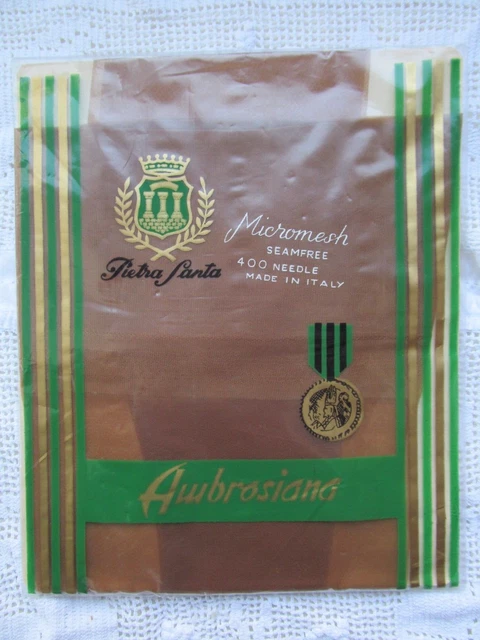 Pietra Santa
Micromesh
SEAMFREE
400 NEEDLE
MADE IN ITALY
Ambrosiana